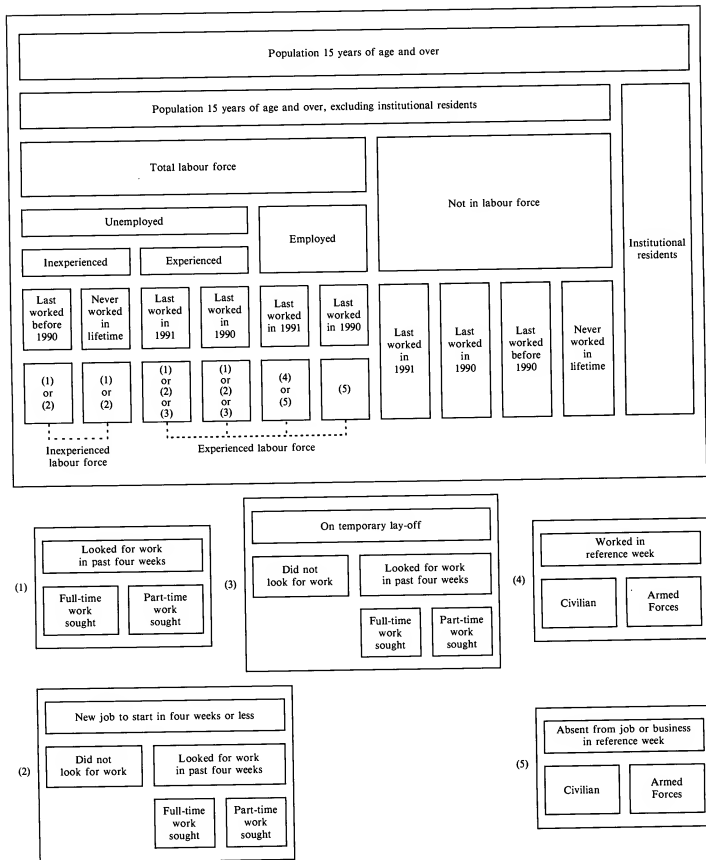 Population 15 years of age and over
Population 15 years of age and over, excluding institutional residents
Institutional
residents
Total labour force
Not in labour force
Unemployed
Employed
Inexperienced
Experienced
Last
worked
before
1990
Never
worked
in
lifetime
Last
worked
in
1991
Last
worked
in
1990
Last
worked
in 1991
Last
worked
in 1990
Last
worked
in
1991
Last
worked
in
1990
Last
worked
before
1990
Never
worked
in
lifetime
(1)
or
(2)
(1)
or
(2)
(1)
or
(2)
or
(3)
(1)
or
(2)
or
(3)
(4)
or
(5)
(5)
Inexperienced
labour force
Experienced labour force
(1)
Looked for work
in past four weeks
Full-time
work
sought
Part-time
work
sought
(3)
On temporary lay-off
Did not
look for work
Looked for work
in past four weeks
Full-time
work
sought
Part-time
work
sought
(4)
Worked in
reference week
Civilian
Armed
Forces
(2)
New job to start in four weeks or less
Did not
look for work
Looked for work
in past four weeks
Full-time
work
sought
Part-time
work
sought
(5)
Absent from job or business
in reference week
Civilian
Armed
Forces